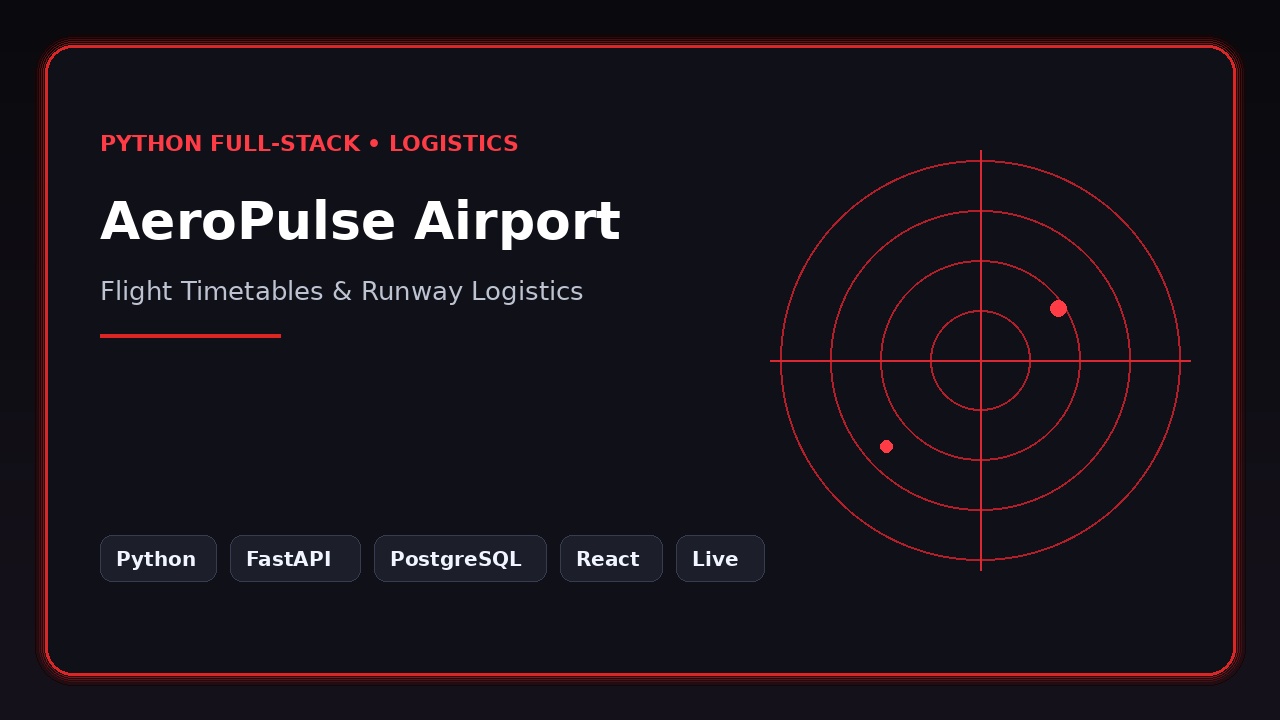 PYTHON FULL-STACK • LOGISTICS
AeroPulse Airport
Flight Timetables & Runway Logistics
Python FastAPI PostgreSQL React Live